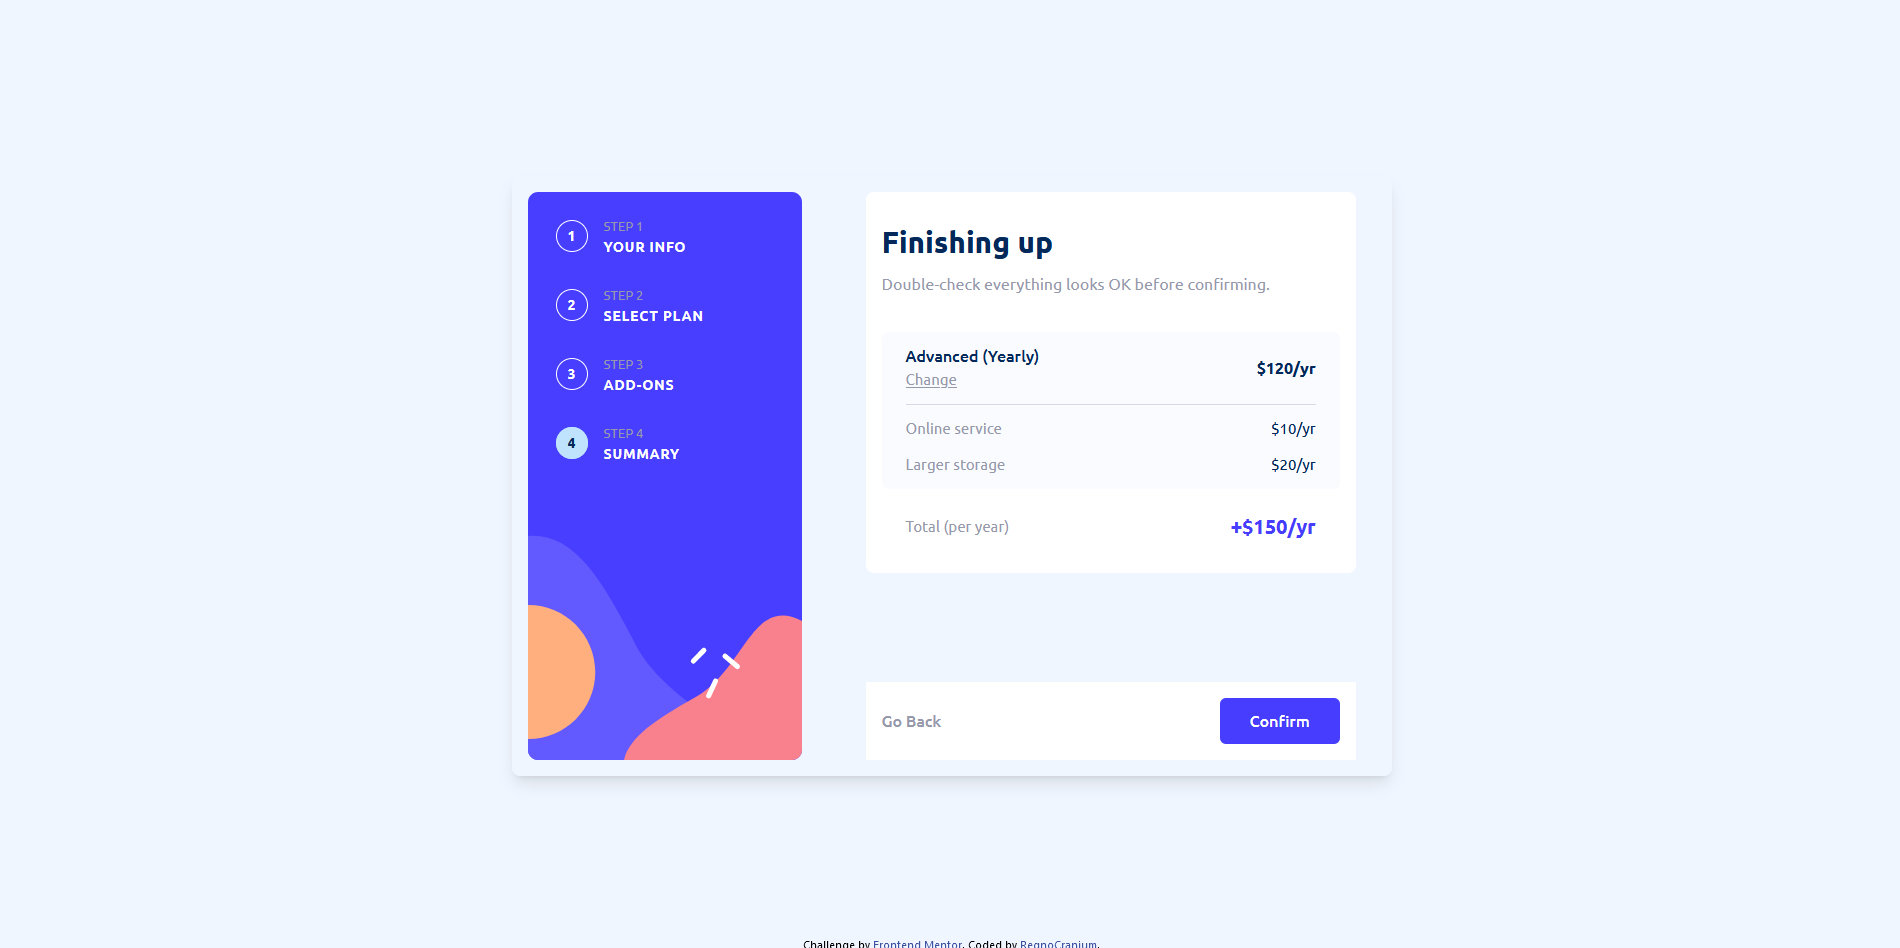 1
STEP 1
YOUR INFO
2
STEP 2
SELECT PLAN
3
STEP 3
ADD-ONS
4
STEP 4
SUMMARY
Finishing up
Double-check everything looks OK before confirming.
Advanced (Yearly)
Change
$120/yr
Online service $10/yr
Larger storage $20/yr
Total (per year) +$150/yr
Go Back Confirm
Challenge by Frontend Mentor. Coded by RegnoCranium.